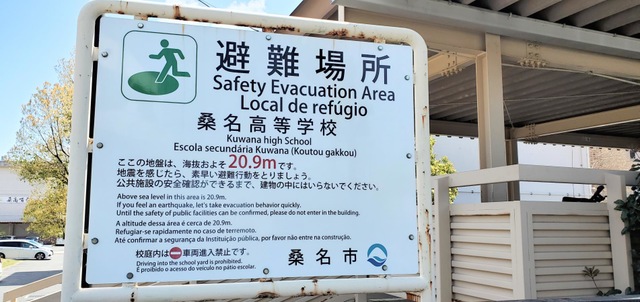 避難場所
Safety Evacuation Area
Local de refúgio
桑名高等学校
Kuwana high School
Escola secundária Kuwana (Koutou gakkou)
ここの地盤は、海抜およそ20.9mです。
地震を感じたら、素早い避難行動をとりましょう。
公共施設の安全確認ができるまで、建物の中にはいらないでください。
Above sea level in this area is 20.9m.
If you feel an earthquake, let's take evacuation behavior quickly.
Until the safety of public facilities can be confirmed, please do not enter in the building.
A altitude dessa área é cerca de 20.9m.
Refugiar-se rapidamente no caso de terremoto.
Até confirmar a segurança da Instituição pública, por favor não entre na construção.
校庭内は車両進入禁止です。
Driving into the school yard is prohibited.
É proibido o acesso do veículo no pátio escolar.
桑名市